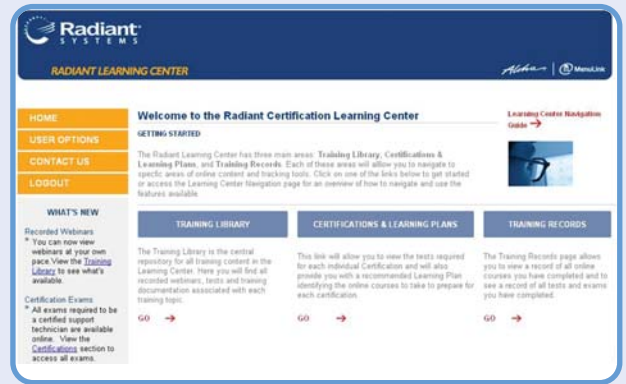 Radiant
SYSTEMS
RADIANT LEARNING CENTER
Aloha | MenuLink
HOME
USER OPTIONS
CONTACT US
LOGOUT
WHAT'S NEW
Recorded Webinars
* You can now view
webinars at your own
pace. View the Training
Library to see what's
available.
Certification Exams
* All exams required to be
a certified support
technician are available
online. View the
Certifications section to
access all exams.
Welcome to the Radiant Certification Learning Center
GETTING STARTED
The Radiant Learning Center has three main areas: Training Library, Certifications &
Learning Plans, and Training Records. Each of these areas will allow you to navigate to
specific areas of online content and tracking tools. Click on one of the links below to get started
or access the Learning Center Navigation page for an overview of how to navigate and use the
features available.
Learning Center Navigation
Guide →
TRAINING LIBRARY
The Training Library is the central
repository for all training content in the
Learning Center. Here you will find all
recorded webinars, tests and training
documentation associated with each
training topic.
GO →
CERTIFICATIONS & LEARNING PLANS
This link will allow you to view the tests required
for each individual Certification and will also
provide you with a recommended Learning Plan
identifying the online courses to take to prepare for
each certification.
GO →
TRAINING RECORDS
The Training Records page allows
you to view a record of all online
courses you have completed and to
see a record of all tests and exams
you have completed.
GO →